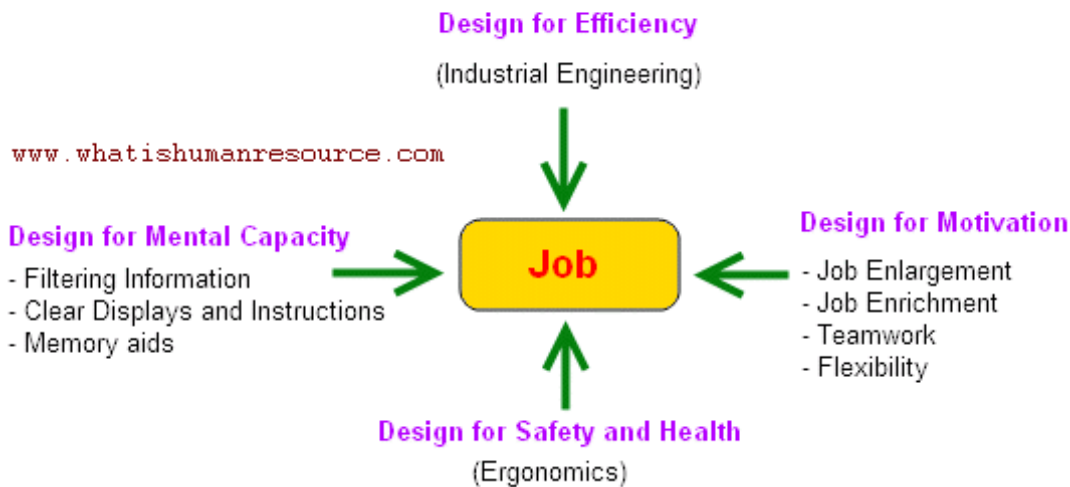 Design for Efficiency
(Industrial Engineering)
www.whatishumanresource.com
Design for Mental Capacity
- Filtering Information
- Clear Displays and Instructions
- Memory aids
Job
Design for Motivation
- Job Enlargement
- Job Enrichment
- Teamwork
- Flexibility
Design for Safety and Health
(Ergonomics)